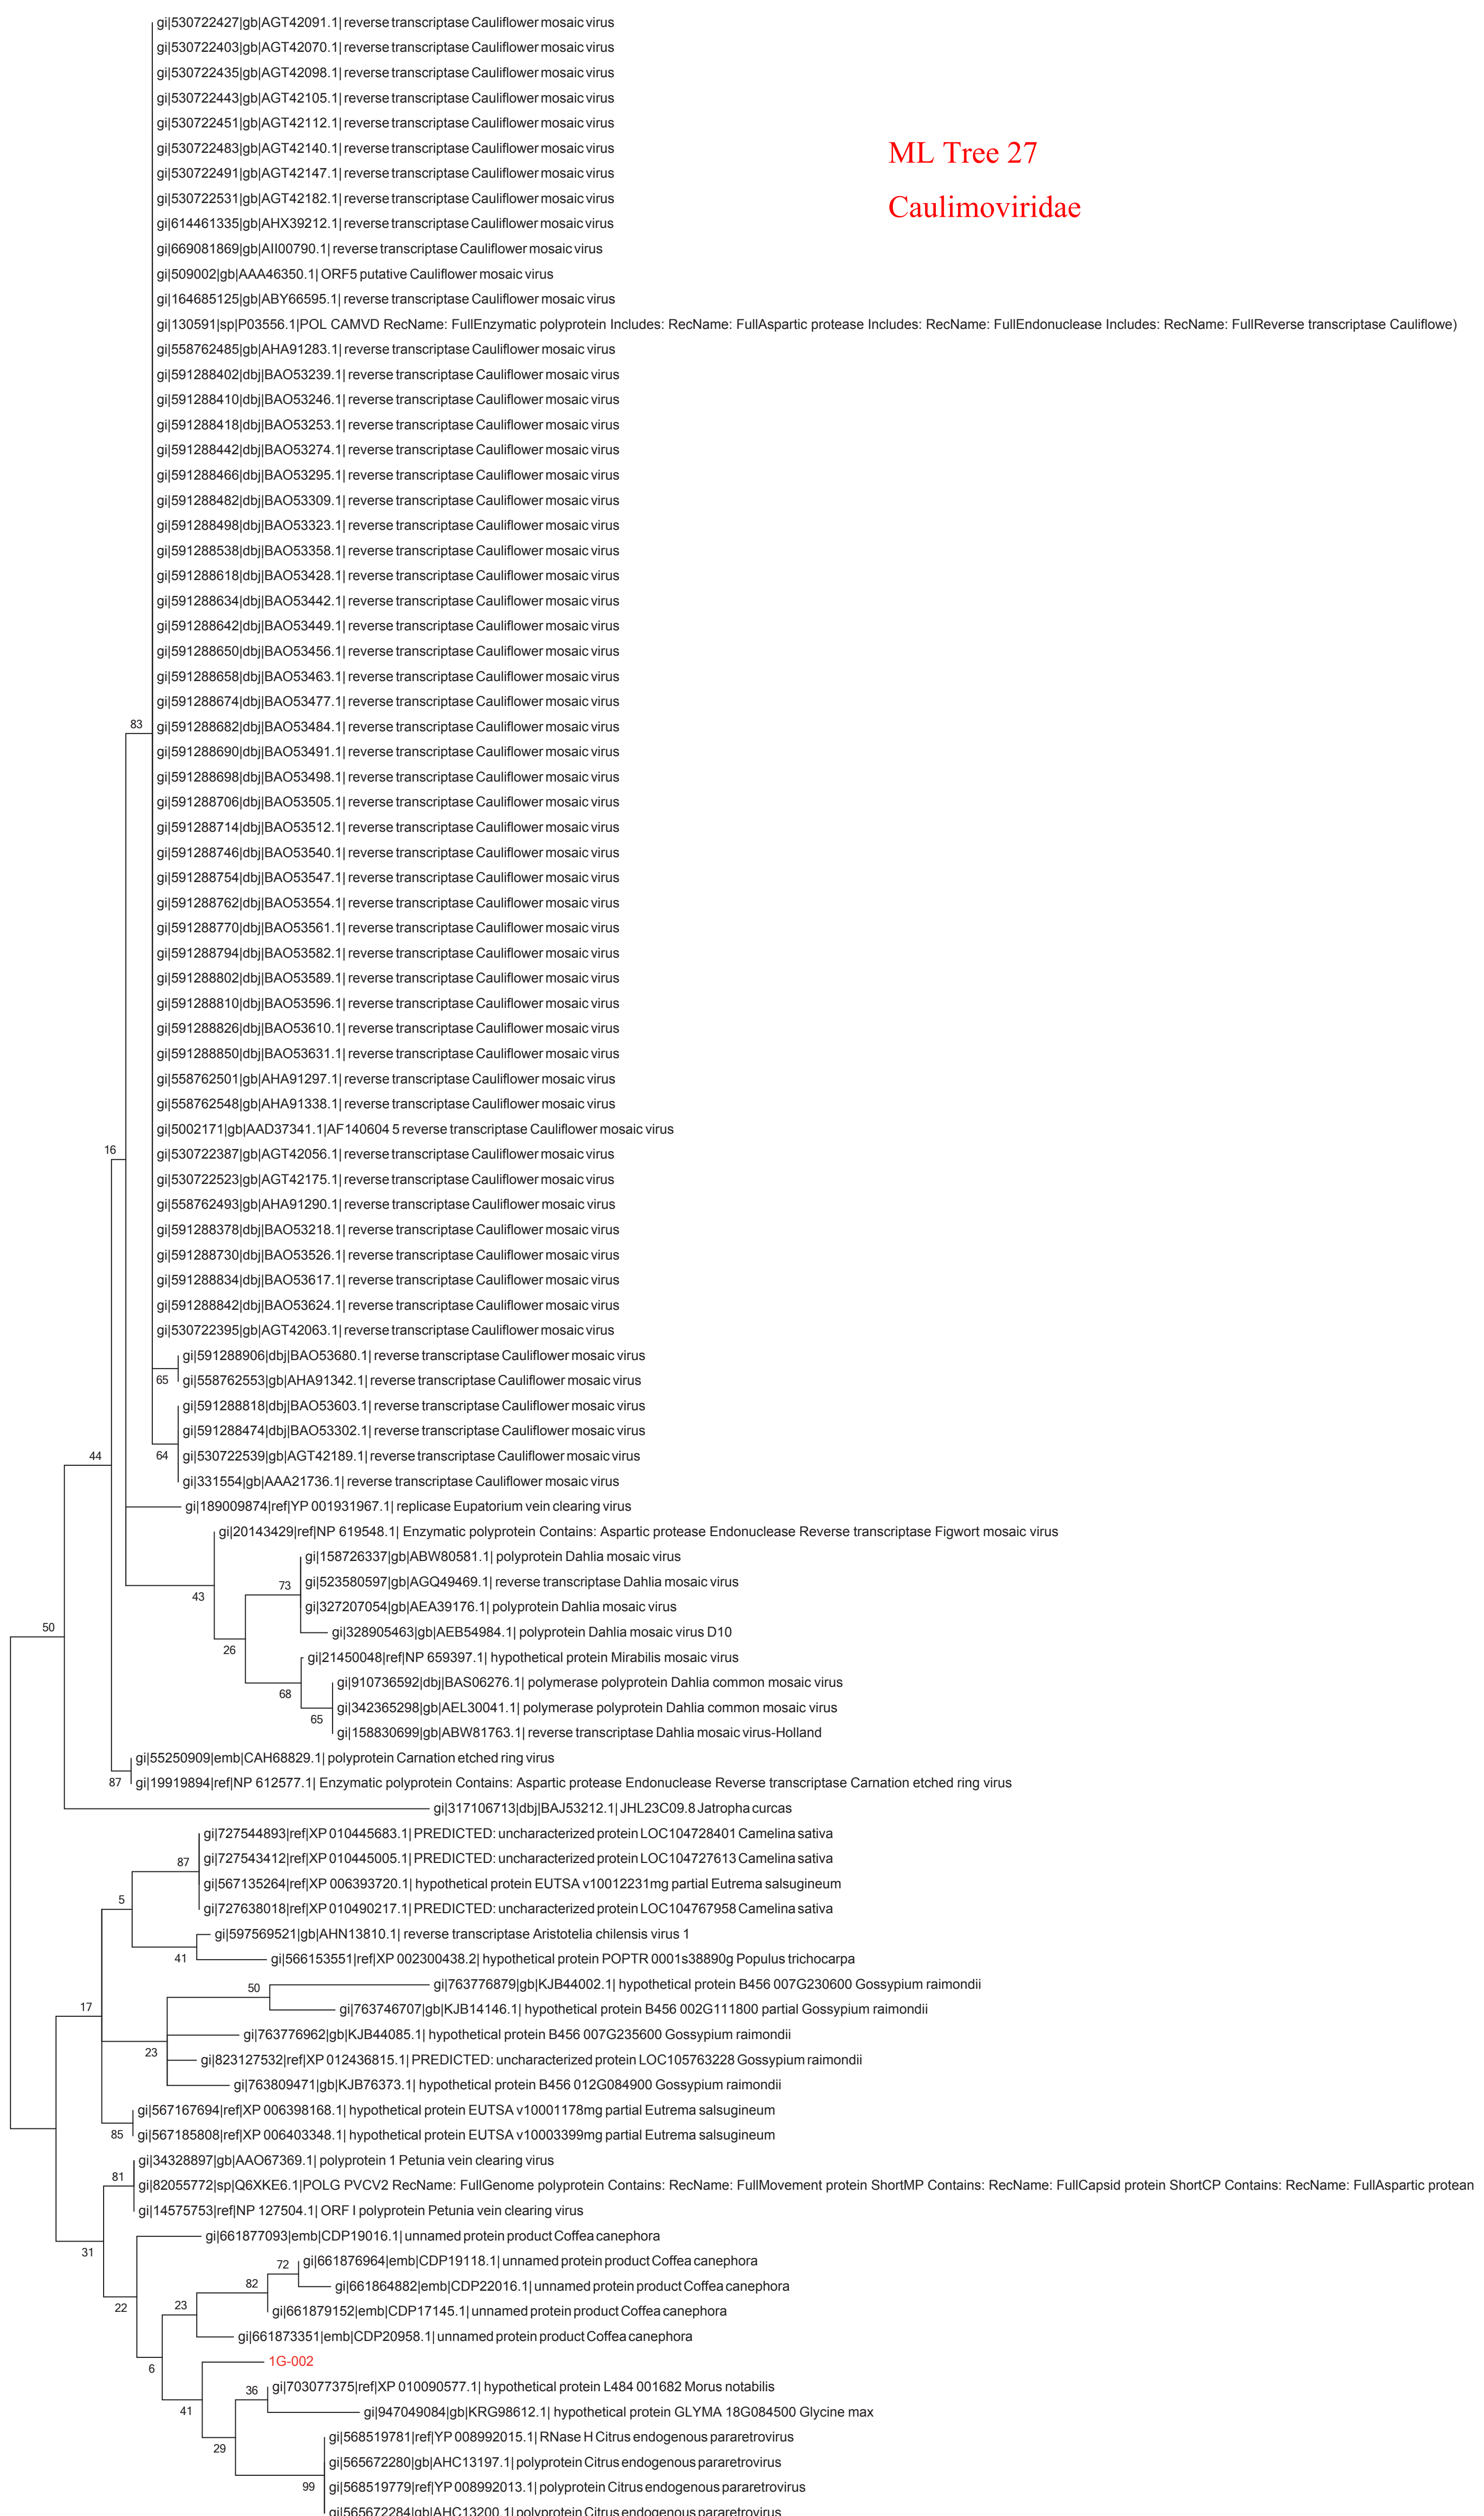 gi|530722427|gb|AGT42091.1| reverse transcriptase Cauliflower mosaic virus
gi|530722403|gb|AGT42070.1| reverse transcriptase Cauliflower mosaic virus
gi|530722435|gb|AGT42098.1| reverse transcriptase Cauliflower mosaic virus
gi|530722443|gb|AGT42105.1| reverse transcriptase Cauliflower mosaic virus
gi|530722451|gb|AGT42112.1| reverse transcriptase Cauliflower mosaic virus
gi|530722483|gb|AGT42140.1| reverse transcriptase Cauliflower mosaic virus
ML Tree 27
gi|530722491|gb|AGT42147.1| reverse transcriptase Cauliflower mosaic virus
gi|530722531|gb|AGT42182.1| reverse transcriptase Cauliflower mosaic virus
Caulimoviridae
gi|614461335|gb|AHX39212.1| reverse transcriptase Cauliflower mosaic virus
gi|669081869|gb|AII00790.1| reverse transcriptase Cauliflower mosaic virus
gi|509002|gb|AAA46350.1| ORF5 putative Cauliflower mosaic virus
gi|164685125|gb|ABY66595.1| reverse transcriptase Cauliflower mosaic virus
gi|130591|sp|P03556.1|POL CAMVD RecName: FullEnzymatic polyprotein Includes: RecName: FullAspartic protease Includes: RecName: FullEndonuclease Includes: RecName: FullReverse transcriptase Cauliflowe)
gi|558762485|gb|AHA91283.1| reverse transcriptase Cauliflower mosaic virus
gi|591288402|dbj|BAO53239.1| reverse transcriptase Cauliflower mosaic virus
gi|591288410|dbj|BAO53246.1| reverse transcriptase Cauliflower mosaic virus
gi|591288418|dbj|BAO53253.1| reverse transcriptase Cauliflower mosaic virus
gi|591288442|dbj|BAO53274.1| reverse transcriptase Cauliflower mosaic virus
gi|591288466|dbj|BAO53295.1| reverse transcriptase Cauliflower mosaic virus
gi|591288482|dbj|BAO53309.1| reverse transcriptase Cauliflower mosaic virus
gi|591288498|dbj|BAO53323.1| reverse transcriptase Cauliflower mosaic virus
gi|591288538|dbj|BAO53358.1| reverse transcriptase Cauliflower mosaic virus
gi|591288618|dbj|BAO53428.1| reverse transcriptase Cauliflower mosaic virus
gi|591288634|dbj|BAO53442.1| reverse transcriptase Cauliflower mosaic virus
gi|591288642|dbj|BAO53449.1| reverse transcriptase Cauliflower mosaic virus
gi|591288650|dbj|BAO53456.1| reverse transcriptase Cauliflower mosaic virus
gi|591288658|dbj|BAO53463.1| reverse transcriptase Cauliflower mosaic virus
gi|591288674|dbj|BAO53477.1| reverse transcriptase Cauliflower mosaic virus
83
gi|591288682|dbj|BAO53484.1| reverse transcriptase Cauliflower mosaic virus
gi|591288690|dbj|BAO53491.1| reverse transcriptase Cauliflower mosaic virus
gi|591288698|dbj|BAO53498.1| reverse transcriptase Cauliflower mosaic virus
gi|591288706|dbj|BAO53505.1| reverse transcriptase Cauliflower mosaic virus
gi|591288714|dbj|BAO53512.1| reverse transcriptase Cauliflower mosaic virus
gi|591288746|dbj|BAO53540.1| reverse transcriptase Cauliflower mosaic virus
gi|591288754|dbj|BAO53547.1| reverse transcriptase Cauliflower mosaic virus
gi|591288762|dbj|BAO53554.1| reverse transcriptase Cauliflower mosaic virus
gi|591288770|dbj|BAO53561.1| reverse transcriptase Cauliflower mosaic virus
gi|591288794|dbj|BAO53582.1| reverse transcriptase Cauliflower mosaic virus
gi|591288802|dbj|BAO53589.1| reverse transcriptase Cauliflower mosaic virus
gi|591288810|dbj|BAO53596.1| reverse transcriptase Cauliflower mosaic virus
gi|591288826|dbj|BAO53610.1| reverse transcriptase Cauliflower mosaic virus
gi|591288850|dbj|BAO53631.1| reverse transcriptase Cauliflower mosaic virus
gi|558762501|gb|AHA91297.1| reverse transcriptase Cauliflower mosaic virus
gi|558762548|gb|AHA91338.1| reverse transcriptase Cauliflower mosaic virus
gi|5002171|gb|AAD37341.1|AF140604 5 reverse transcriptase Cauliflower mosaic virus
16
gi|530722387|gb|AGT42056.1| reverse transcriptase Cauliflower mosaic virus
gi|530722523|gb|AGT42175.1| reverse transcriptase Cauliflower mosaic virus
gi|558762493|gb|AHA91290.1| reverse transcriptase Cauliflower mosaic virus
gi|591288378|dbj|BAO53218.1| reverse transcriptase Cauliflower mosaic virus
gi|591288730|dbj|BAO53526.1| reverse transcriptase Cauliflower mosaic virus
gi|591288834|dbj|BAO53617.1| reverse transcriptase Cauliflower mosaic virus
gi|591288842|dbj|BAO53624.1| reverse transcriptase Cauliflower mosaic virus
gi|530722395|gb|AGT42063.1| reverse transcriptase Cauliflower mosaic virus
gi|591288906|dbj|BAO53680.1| reverse transcriptase Cauliflower mosaic virus
65
gi|558762553|gb|AHA91342.1| reverse transcriptase Cauliflower mosaic virus
gi|591288818|dbj|BAO53603.1| reverse transcriptase Cauliflower mosaic virus
gi|591288474|dbj|BAO53302.1| reverse transcriptase Cauliflower mosaic virus
44
64
gi|530722539|gb|AGT42189.1| reverse transcriptase Cauliflower mosaic virus
gi|331554|gb|AAA21736.1| reverse transcriptase Cauliflower mosaic virus
gi|189009874|ref|YP 001931967.1| replicase Eupatorium vein clearing virus
gi|20143429|ref|NP 619548.1| Enzymatic polyprotein Contains: Aspartic protease Endonuclease Reverse transcriptase Figwort mosaic virus
gi|158726337|gb|ABW80581.1| polyprotein Dahlia mosaic virus
73
gi|523580597|gb|AGQ49469.1| reverse transcriptase Dahlia mosaic virus
43
gi|327207054|gb|AEA39176.1| polyprotein Dahlia mosaic virus
50
gi|328905463|gb|AEB54984.1| polyprotein Dahlia mosaic virus D10
26
gi|21450048|ref|NP 659397.1| hypothetical protein Mirabilis mosaic virus
gi|910736592|dbj|BAS06276.1| polymerase polyprotein Dahlia common mosaic virus
68
gi|342365298|gb|AEL30041.1| polymerase polyprotein Dahlia common mosaic virus
65
gi|158830699|gb|ABW81763.1| reverse transcriptase Dahlia mosaic virus-Holland
gi|55250909|emb|CAH68829.1| polyprotein Carnation etched ring virus
87
gi|19919894|ref|NP 612577.1| Enzymatic polyprotein Contains: Aspartic protease Endonuclease Reverse transcriptase Carnation etched ring virus
gi|317106713|dbj|BAJ53212.1| JHL23C09.8 Jatropha curcas
gi|727544893|ref|XP 010445683.1| PREDICTED: uncharacterized protein LOC104728401 Camelina sativa
87
gi|727543412|ref|XP 010445005.1| PREDICTED: uncharacterized protein LOC104727613 Camelina sativa
gi|567135264|ref|XP 006393720.1| hypothetical protein EUTSA v10012231mg partial Eutrema salsugineum
5
gi|727638018|ref|XP 010490217.1| PREDICTED: uncharacterized protein LOC104767958 Camelina sativa
gi|597569521|gb|AHN13810.1| reverse transcriptase Aristotelia chilensis virus 1
41
gi|566153551|ref|XP 002300438.2| hypothetical protein POPTR 0001s38890g Populus trichocarpa
50
gi|763776879|gb|KJB44002.1| hypothetical protein B456 007G230600 Gossypium raimondii
17
gi|763746707|gb|KJB14146.1| hypothetical protein B456 002G111800 partial Gossypium raimondii
gi|763776962|gb|KJB44085.1| hypothetical protein B456 007G235600 Gossypium raimondii
23
gi|823127532|ref|XP 012436815.1| PREDICTED: uncharacterized protein LOC105763228 Gossypium raimondii
gi|763809471|gb|KJB76373.1| hypothetical protein B456 012G084900 Gossypium raimondii
gi|567167694|ref|XP 006398168.1| hypothetical protein EUTSA v10001178mg partial Eutrema salsugineum
85
gi|567185808|ref|XP 006403348.1| hypothetical protein EUTSA v10003399mg partial Eutrema salsugineum
gi|34328897|gb|AAO67369.1| polyprotein 1 Petunia vein clearing virus
81
gi|82055772|sp|Q6XKE6.1|POLG PVCV2 RecName: FullGenome polyprotein Contains: RecName: FullMovement protein ShortMP Contains: RecName: FullCapsid protein ShortCP Contains: RecName: FullAspartic protean
gi|14575753|ref|NP 127504.1| ORF I polyprotein Petunia vein clearing virus
gi|661877093|emb|CDP19016.1| unnamed protein product Coffea canephora
31
72
gi|661876964|emb|CDP19118.1| unnamed protein product Coffea canephora
82
gi|661864882|emb|CDP22016.1| unnamed protein product Coffea canephora
22
23
gi|661879152|emb|CDP17145.1| unnamed protein product Coffea canephora
gi|661873351|emb|CDP20958.1| unnamed protein product Coffea canephora
1G-002
6
gi|703077375|ref|XP 010090577.1| hypothetical protein L484 001682 Morus notabilis
36
41
gi|947049084|gb|KRG98612.1| hypothetical protein GLYMA 18G084500 Glycine max
gi|568519781|ref|YP 008992015.1| RNase H Citrus endogenous pararetrovirus
29
gi|565672280|gb|AHC13197.1| polyprotein Citrus endogenous pararetrovirus
99
gi|568519779|ref|YP 008992013.1| polyprotein Citrus endogenous pararetrovirus
gi|565672284|gb|AHC13200.1| polyprotein Citrus endogenous pararetrovirus